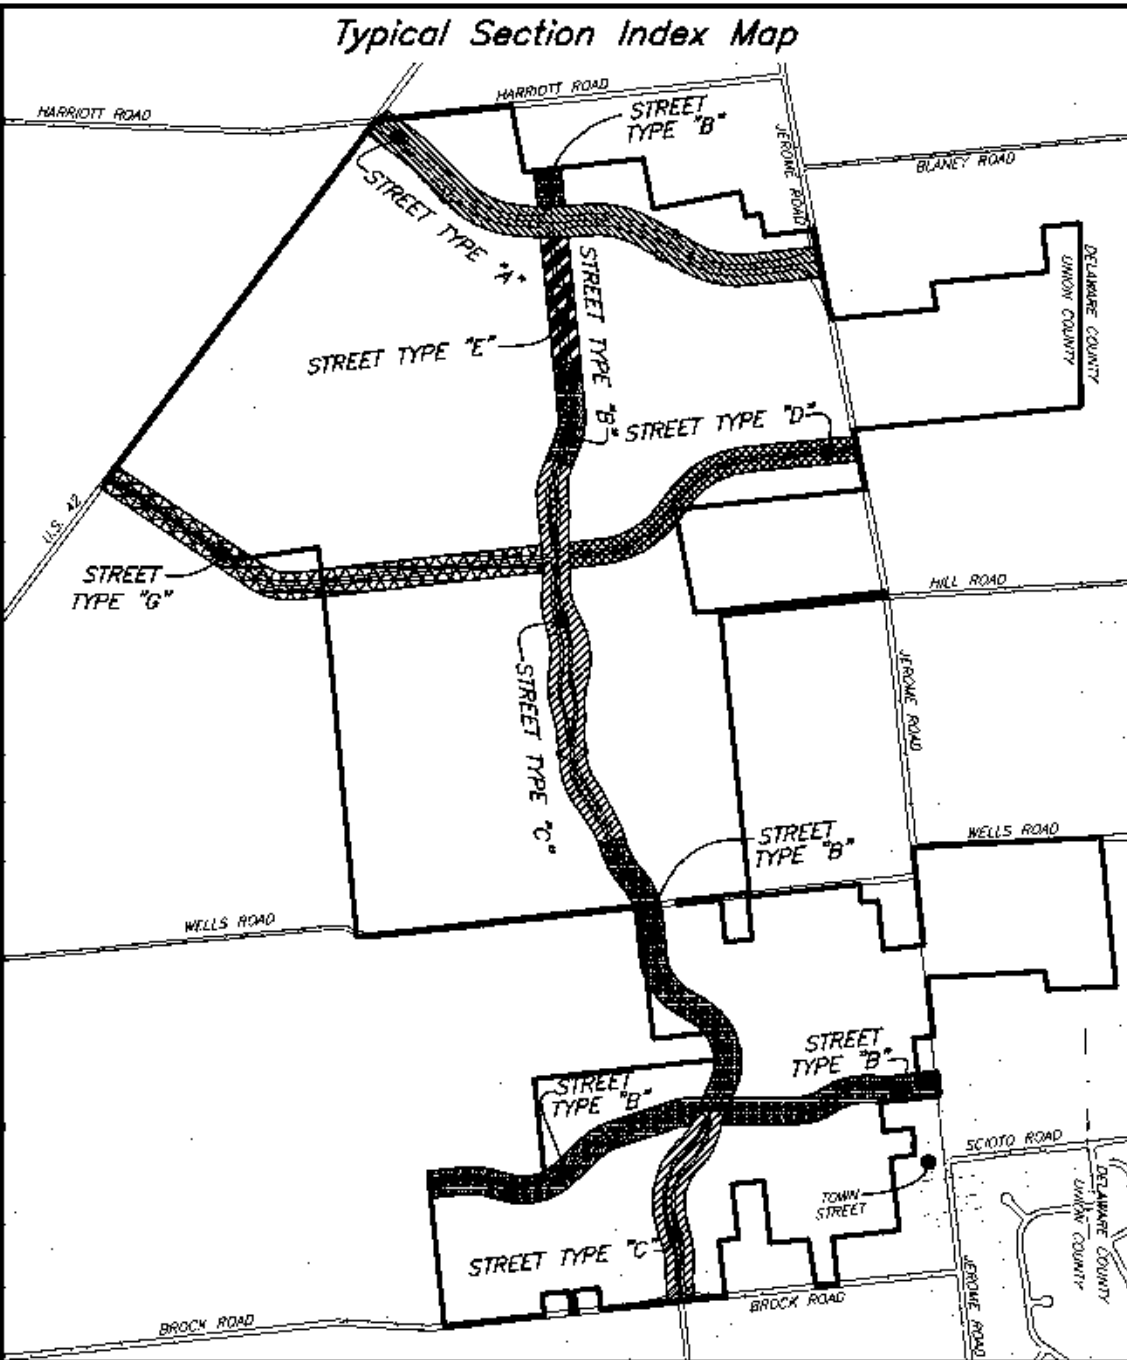 Typical Section Index Map
HARRIOTT ROAD
HARRIOTT ROAD
STREET
TYPE "B"
JEROME ROAD
BLANEY ROAD
STREET TYPE "A"
STREET TYPE "B"
DELAWARE COUNTY
UNION COUNTY
STREET TYPE "E"
STREET TYPE "D"
U.S. 42
STREET
TYPE "G"
HILL ROAD
JEROME ROAD
STREET TYPE "C"
STREET
TYPE "B"
WELLS ROAD
WELLS ROAD
STREET
TYPE "B"
STREET
TYPE "B"
SCIOTO ROAD
TOWN
STREET
DELAWARE COUNTY
UNION COUNTY
STREET TYPE "C"
JEROME ROAD
BROCK ROAD
BROCK ROAD